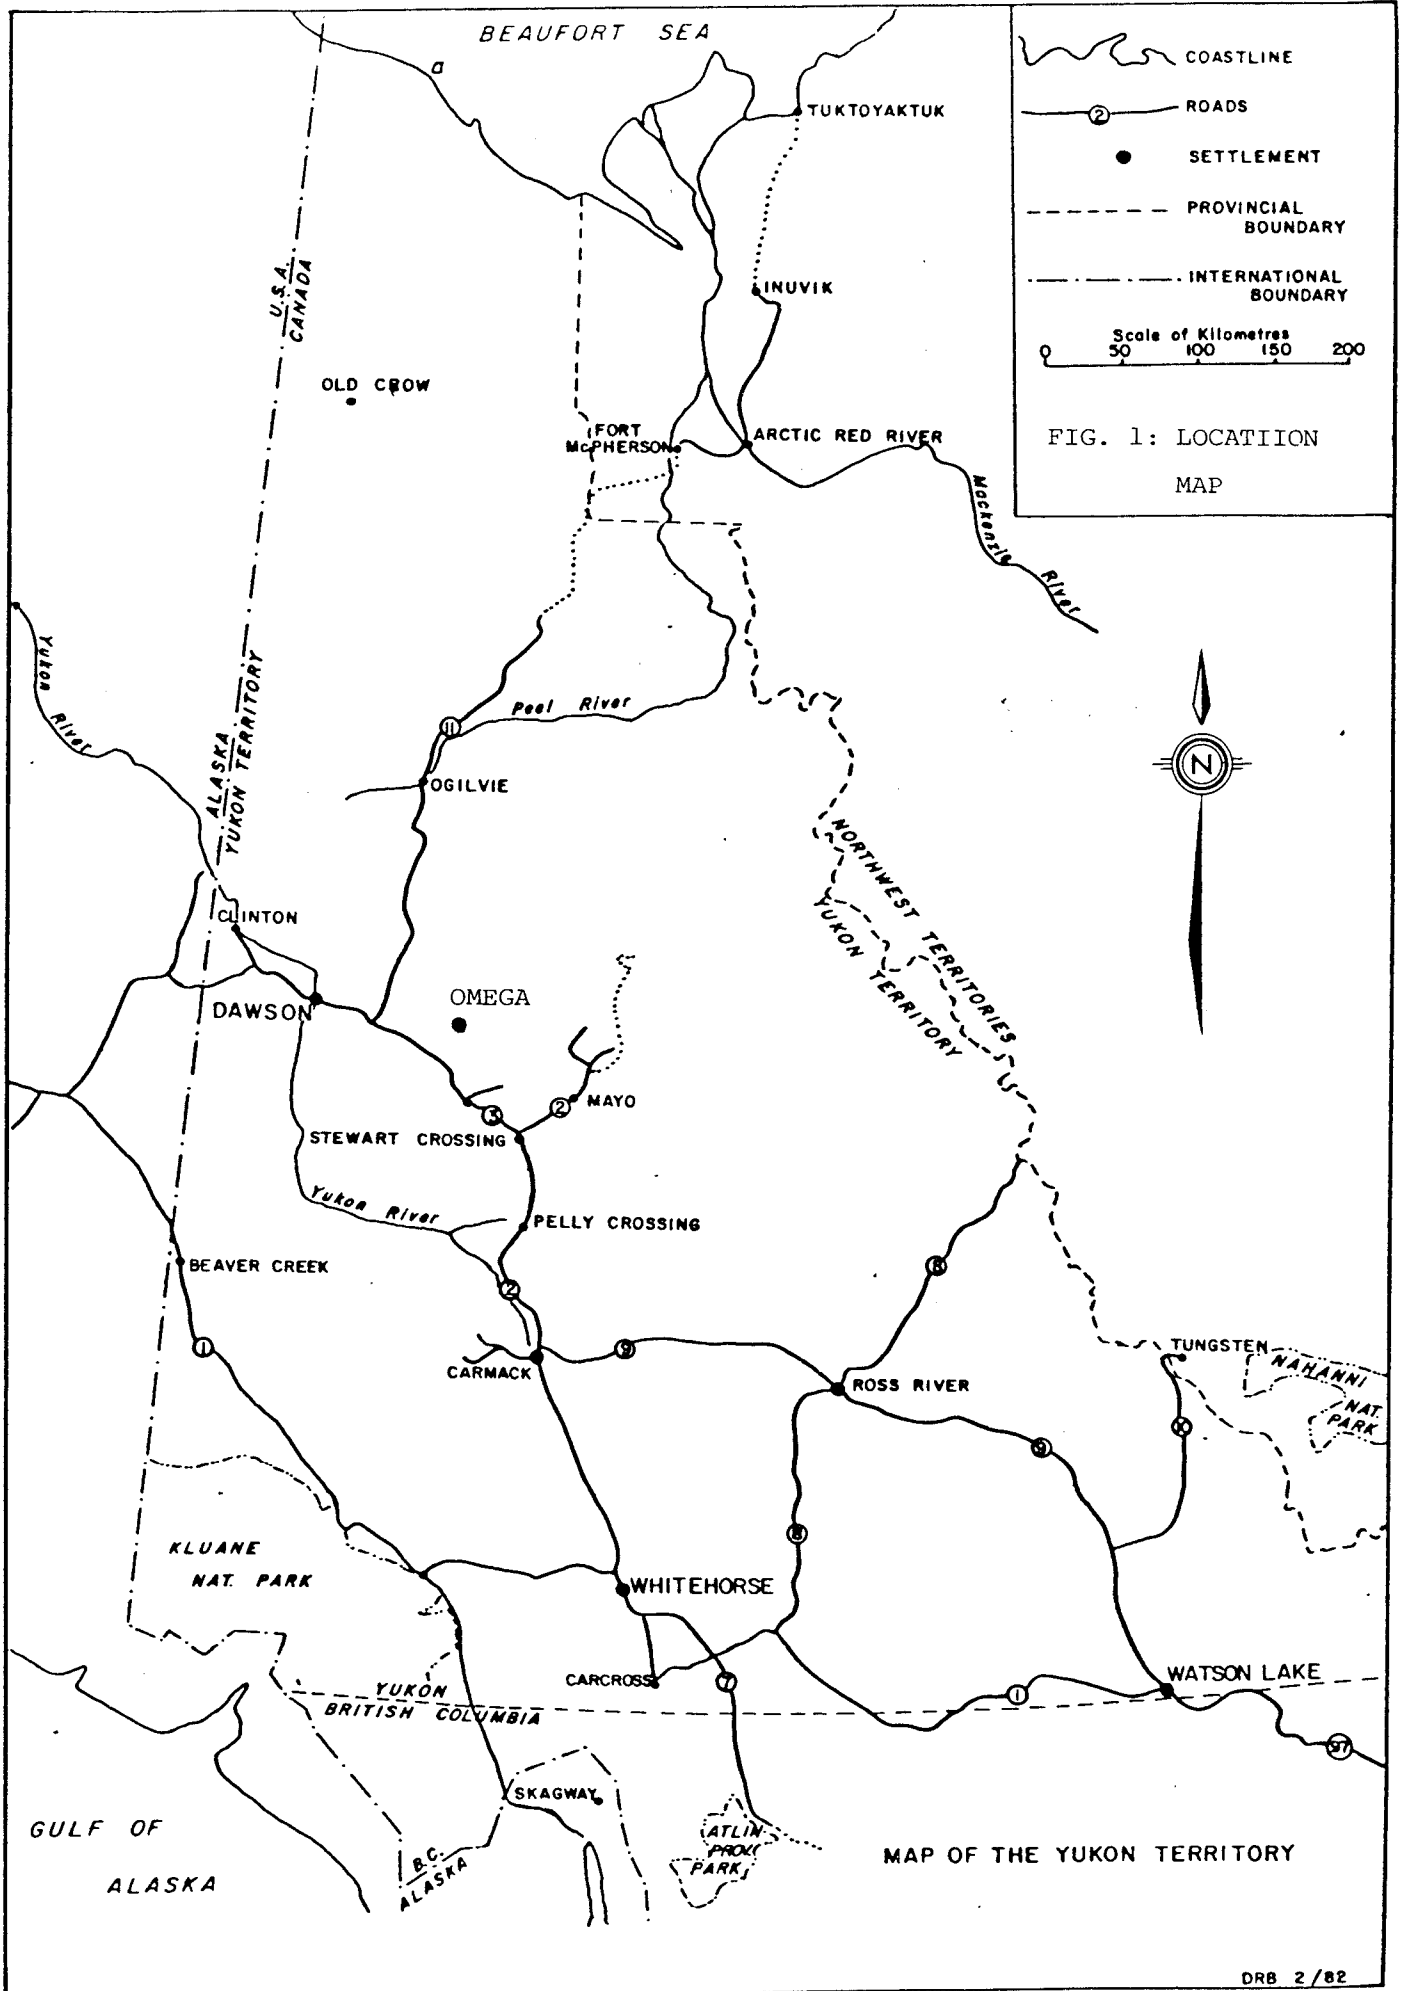 BEAUFORT SEA
a
TUKTOYAKTUK
COASTLINE
2
ROADS
SETTLEMENT
PROVINCIAL
BOUNDARY
INTERNATIONAL
BOUNDARY
Scale of Kilometres
0 50 100 150 200
FIG. 1: LOCATIION
MAP
U.S.A.
CANADA
INUVIK
OLD CROW
FORT
McPHERSON
ARCTIC RED RIVER
Mackenzie River
Yukon River
ALASKA
YUKON TERRITORY
Peel River
11
OGILVIE
N
NORTHWEST TERRITORIES
YUKON TERRITORY
CLINTON
DAWSON
OMEGA
MAYO
2
3
STEWART CROSSING
Yukon River
PELLY CROSSING
BEAVER CREEK
8
2
1
9
CARMACK
ROSS RIVER
TUNGSTEN
NAHANNI
NAT.
PARK
10
9
8
KLUANE
NAT. PARK
WHITEHORSE
CARCROSS
7
1
WATSON LAKE
YUKON
BRITISH COLUMBIA
97
SKAGWAY
GULF OF
ALASKA
B.C.
ALASKA
ATLIN
PROV.
PARK
MAP OF THE YUKON TERRITORY
DRB 2/82